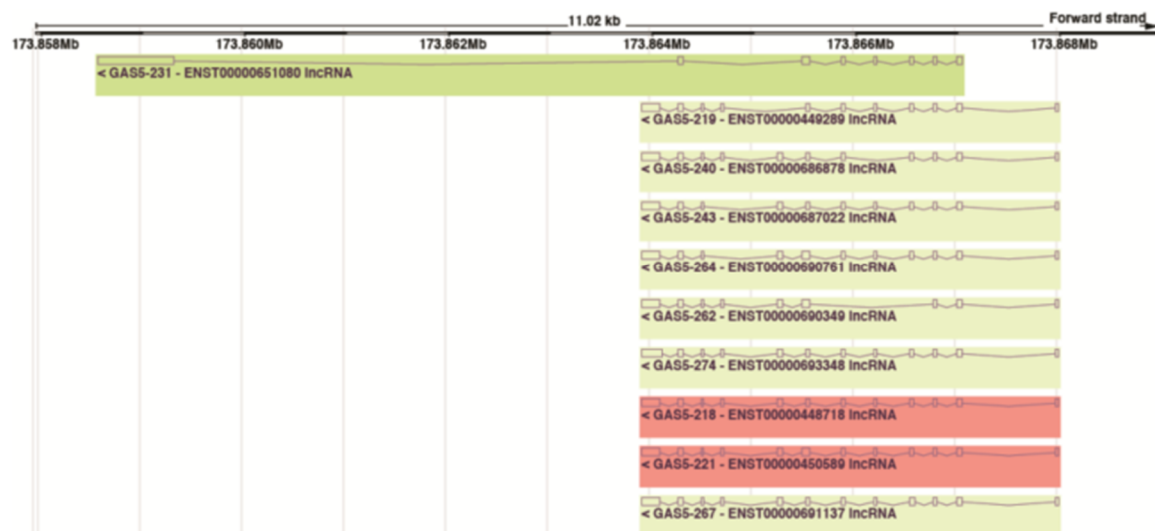 11.02 kb
Forward strand
173.858Mb 173.860Mb 173.862Mb 173.864Mb 173.866Mb 173.868Mb
< GAS5-231 - ENST00000651080 lncRNA
< GAS5-219 - ENST00000449289 lncRNA
< GAS5-240 - ENST00000686878 lncRNA
< GAS5-243 - ENST00000687022 lncRNA
< GAS5-264 - ENST00000690761 lncRNA
< GAS5-262 - ENST00000690349 lncRNA
< GAS5-274 - ENST00000693348 lncRNA
< GAS5-218 - ENST00000448718 lncRNA
< GAS5-221 - ENST00000450589 lncRNA
< GAS5-267 - ENST00000691137 lncRNA